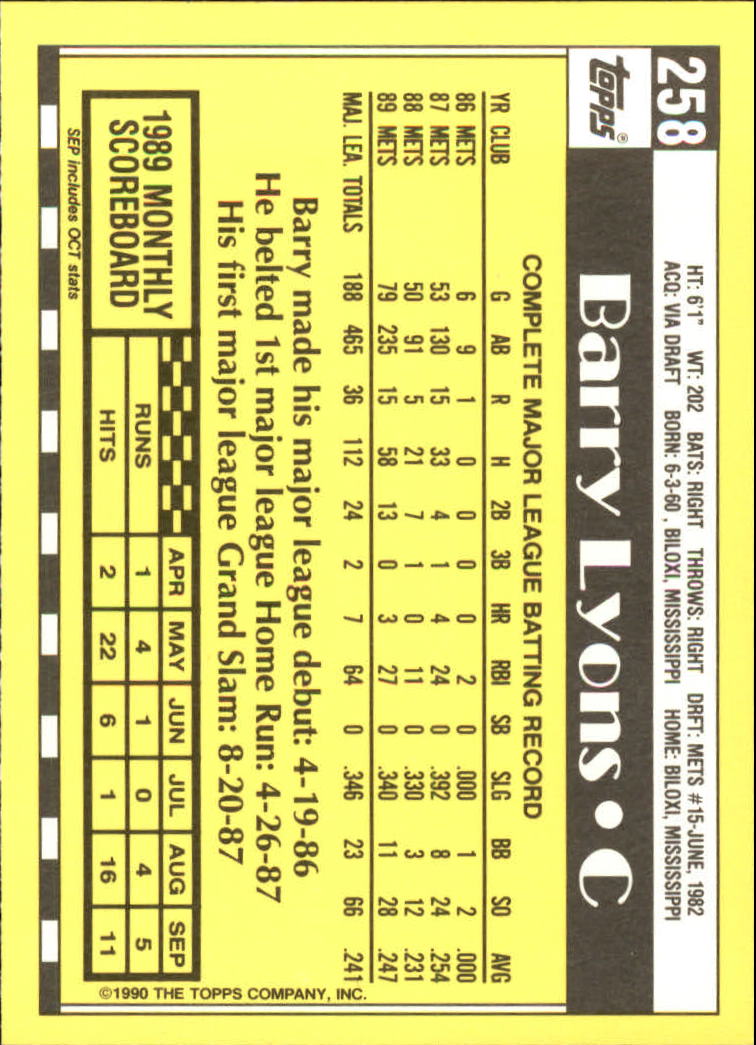 258
HT: 6'1" WT: 202 BATS: RIGHT THROWS: RIGHT DRFT: METS #15-JUNE, 1982
ACQ: VIA DRAFT BORN: 6-3-60, BILOXI, MISSISSIPPI HOME: BILOXI, MISSISSIPPI
topps®
Barry Lyons • C
COMPLETE MAJOR LEAGUE BATTING RECORD
YR CLUB G AB R H 2B 3B HR RBI SB SLG BB SO AVG
86 METS 6 9 1 0 0 0 0 2 0 .000 1 2 .000
87 METS 53 130 15 33 4 1 4 24 0 .392 8 24 .254
88 METS 50 91 5 21 7 1 0 11 0 .330 3 12 .231
89 METS 79 235 15 58 13 0 3 27 0 .340 11 28 .247
MAJ. LEA. TOTALS 188 465 36 112 24 2 7 64 0 .346 23 66 .241
Barry made his major league debut: 4-19-86
He belted 1st major league Home Run: 4-26-87
His first major league Grand Slam: 8-20-87
1989 MONTHLY
SCOREBOARD
APR MAY JUN JUL AUG SEP
RUNS 1 4 1 0 4 5
HITS 2 22 6 1 16 11
SEP includes OCT stats
©1990 THE TOPPS COMPANY, INC.